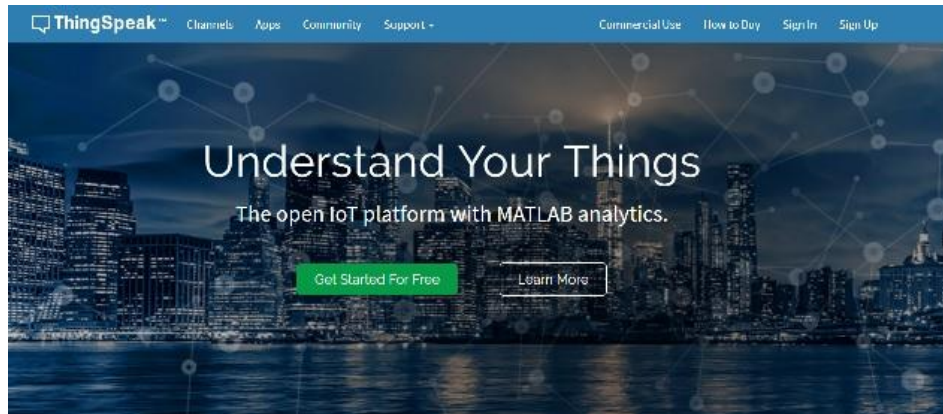 ThingSpeak™ Channels Apps Community Support Commercial Use How to Buy Sign In Sign Up
Understand Your Things
The open IoT platform with MATLAB analytics.
Get Started For Free Learn More